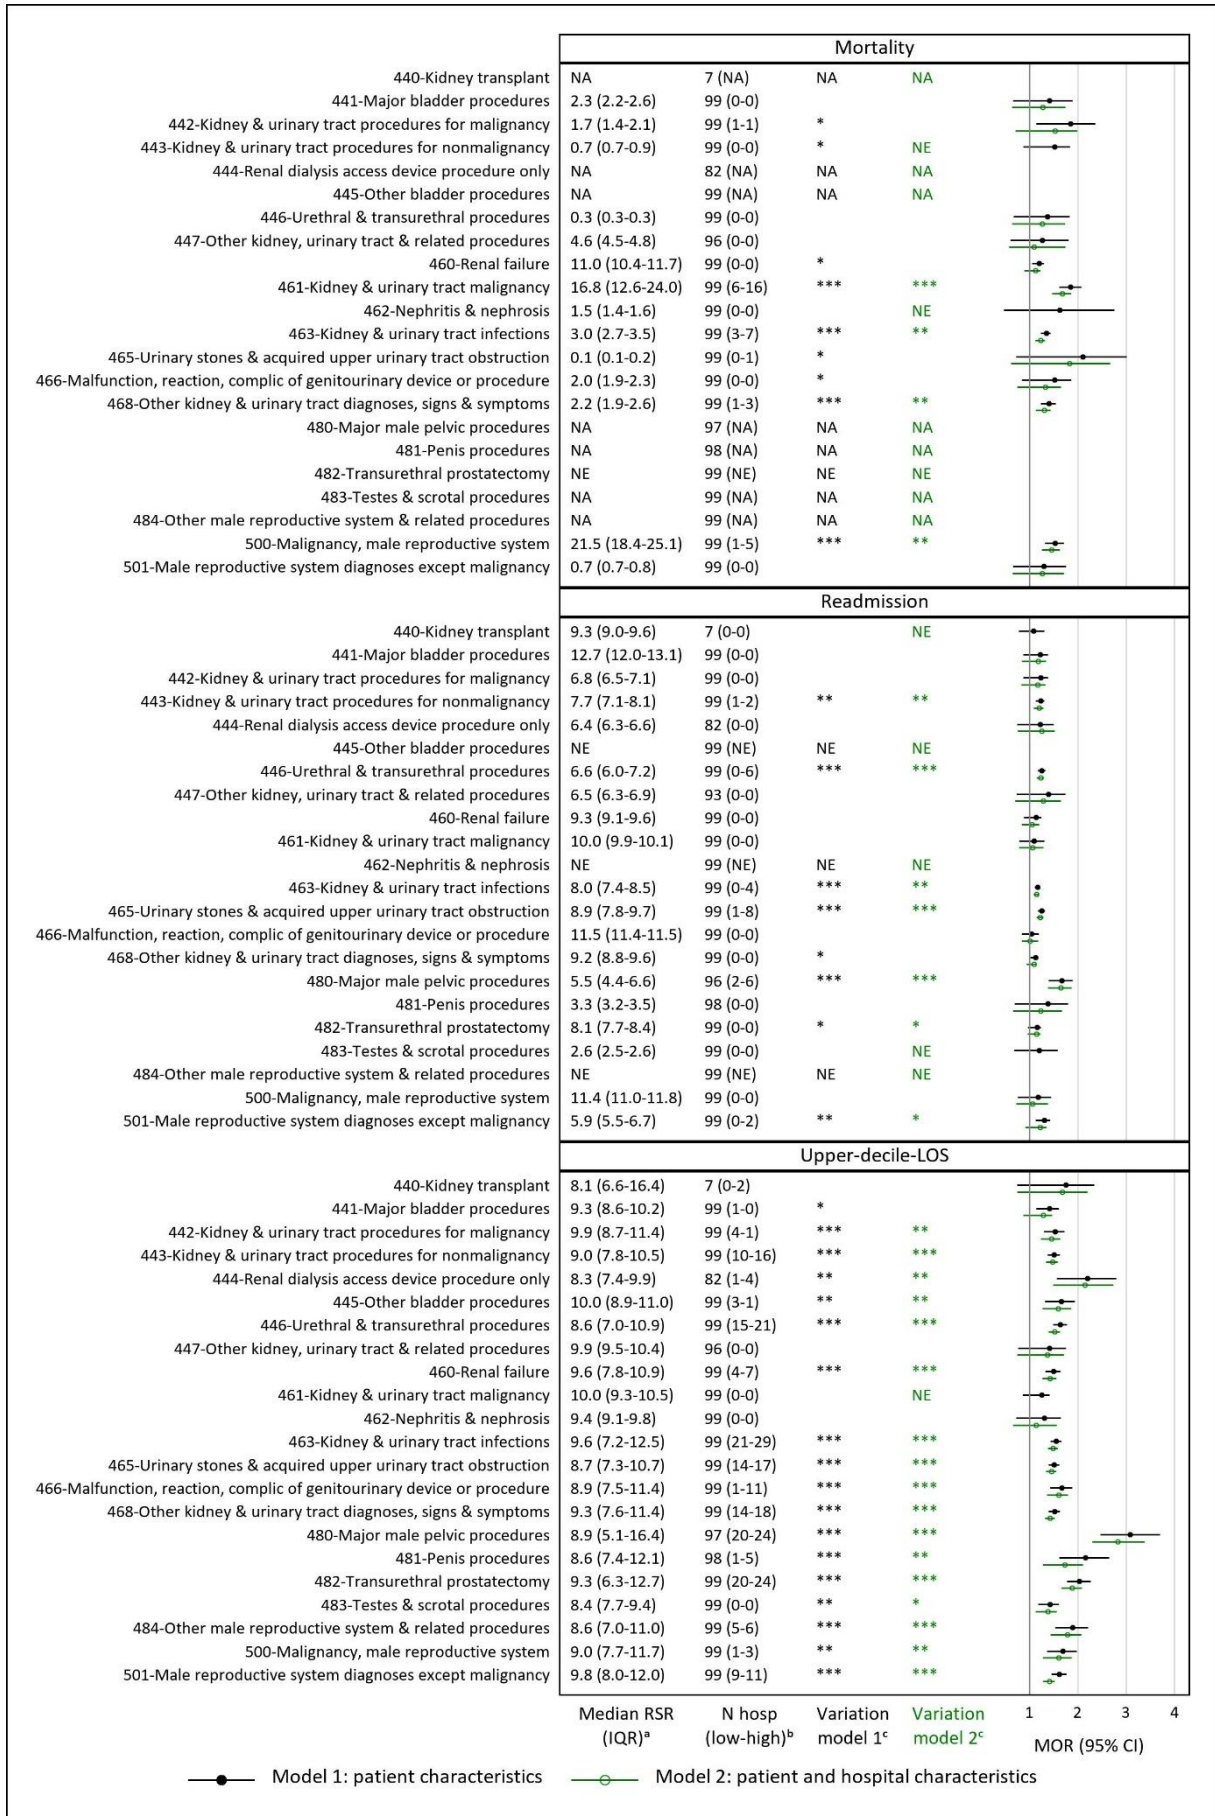 Mortality
440-Kidney transplant NA 7 (NA) NA NA
441-Major bladder procedures 2.3 (2.2-2.6) 99 (0-0)
442-Kidney & urinary tract procedures for malignancy 1.7 (1.4-2.1) 99 (1-1) *
443-Kidney & urinary tract procedures for nonmalignancy 0.7 (0.7-0.9) 99 (0-0) * NE
444-Renal dialysis access device procedure only NA 82 (NA) NA NA
445-Other bladder procedures NA 99 (NA) NA NA
446-Urethral & transurethral procedures 0.3 (0.3-0.3) 99 (0-0)
447-Other kidney, urinary tract & related procedures 4.6 (4.5-4.8) 96 (0-0)
460-Renal failure 11.0 (10.4-11.7) 99 (0-0) *
461-Kidney & urinary tract malignancy 16.8 (12.6-24.0) 99 (6-16) *** ***
462-Nephritis & nephrosis 1.5 (1.4-1.6) 99 (0-0) NE
463-Kidney & urinary tract infections 3.0 (2.7-3.5) 99 (3-7) *** **
465-Urinary stones & acquired upper urinary tract obstruction 0.1 (0.1-0.2) 99 (0-1) *
466-Malfunction, reaction, complic of genitourinary device or procedure 2.0 (1.9-2.3) 99 (0-0) *
468-Other kidney & urinary tract diagnoses, signs & symptoms 2.2 (1.9-2.6) 99 (1-3) *** **
480-Major male pelvic procedures NA 97 (NA) NA NA
481-Penis procedures NA 98 (NA) NA NA
482-Transurethral prostatectomy NE 99 (NE) NE NE
483-Testes & scrotal procedures NA 99 (NA) NA NA
484-Other male reproductive system & related procedures NA 99 (NA) NA NA
500-Malignancy, male reproductive system 21.5 (18.4-25.1) 99 (1-5) *** **
501-Male reproductive system diagnoses except malignancy 0.7 (0.7-0.8) 99 (0-0)
Readmission
440-Kidney transplant 9.3 (9.0-9.6) 7 (0-0) NE
441-Major bladder procedures 12.7 (12.0-13.1) 99 (0-0)
442-Kidney & urinary tract procedures for malignancy 6.8 (6.5-7.1) 99 (0-0)
443-Kidney & urinary tract procedures for nonmalignancy 7.7 (7.1-8.1) 99 (1-2) ** **
444-Renal dialysis access device procedure only 6.4 (6.3-6.6) 82 (0-0)
445-Other bladder procedures NE 99 (NE) NE NE
446-Urethral & transurethral procedures 6.6 (6.0-7.2) 99 (0-6) *** ***
447-Other kidney, urinary tract & related procedures 6.5 (6.3-6.9) 93 (0-0)
460-Renal failure 9.3 (9.1-9.6) 99 (0-0)
461-Kidney & urinary tract malignancy 10.0 (9.9-10.1) 99 (0-0)
462-Nephritis & nephrosis NE 99 (NE) NE NE
463-Kidney & urinary tract infections 8.0 (7.4-8.5) 99 (0-4) *** **
465-Urinary stones & acquired upper urinary tract obstruction 8.9 (7.8-9.7) 99 (1-8) *** ***
466-Malfunction, reaction, complic of genitourinary device or procedure 11.5 (11.4-11.5) 99 (0-0)
468-Other kidney & urinary tract diagnoses, signs & symptoms 9.2 (8.8-9.6) 99 (0-0) *
480-Major male pelvic procedures 5.5 (4.4-6.6) 96 (2-6) *** ***
481-Penis procedures 3.3 (3.2-3.5) 98 (0-0)
482-Transurethral prostatectomy 8.1 (7.7-8.4) 99 (0-0) * *
483-Testes & scrotal procedures 2.6 (2.5-2.6) 99 (0-0) NE
484-Other male reproductive system & related procedures NE 99 (NE) NE NE
500-Malignancy, male reproductive system 11.4 (11.0-11.8) 99 (0-0)
501-Male reproductive system diagnoses except malignancy 5.9 (5.5-6.7) 99 (0-2) ** *
Upper-decile-LOS
440-Kidney transplant 8.1 (6.6-16.4) 7 (0-2)
441-Major bladder procedures 9.3 (8.6-10.2) 99 (1-0) *
442-Kidney & urinary tract procedures for malignancy 9.9 (8.7-11.4) 99 (4-1) *** **
443-Kidney & urinary tract procedures for nonmalignancy 9.0 (7.8-10.5) 99 (10-16) *** ***
444-Renal dialysis access device procedure only 8.3 (7.4-9.9) 82 (1-4) ** **
445-Other bladder procedures 10.0 (8.9-11.0) 99 (3-1) ** **
446-Urethral & transurethral procedures 8.6 (7.0-10.9) 99 (15-21) *** ***
447-Other kidney, urinary tract & related procedures 9.9 (9.5-10.4) 96 (0-0)
460-Renal failure 9.6 (7.8-10.9) 99 (4-7) *** ***
461-Kidney & urinary tract malignancy 10.0 (9.3-10.5) 99 (0-0) NE
462-Nephritis & nephrosis 9.4 (9.1-9.8) 99 (0-0)
463-Kidney & urinary tract infections 9.6 (7.2-12.5) 99 (21-29) *** ***
465-Urinary stones & acquired upper urinary tract obstruction 8.7 (7.3-10.7) 99 (14-17) *** ***
466-Malfunction, reaction, complic of genitourinary device or procedure 8.9 (7.5-11.4) 99 (1-11) *** ***
468-Other kidney & urinary tract diagnoses, signs & symptoms 9.3 (7.6-11.4) 99 (14-18) *** ***
480-Major male pelvic procedures 8.9 (5.1-16.4) 97 (20-24) *** ***
481-Penis procedures 8.6 (7.4-12.1) 98 (1-5) *** **
482-Transurethral prostatectomy 9.3 (6.3-12.7) 99 (20-24) *** ***
483-Testes & scrotal procedures 8.4 (7.7-9.4) 99 (0-0) ** *
484-Other male reproductive system & related procedures 8.6 (7.0-11.0) 99 (5-6) *** ***
500-Malignancy, male reproductive system 9.0 (7.7-11.7) 99 (1-3) ** **
501-Male reproductive system diagnoses except malignancy 9.8 (8.0-12.0) 99 (9-11) *** ***
Median RSR N hosp Variation Variation 1 2 3 4
(IQR)ᵃ (low-high)ᵇ model 1ᶜ model 2ᶜ MOR (95% CI)
Model 1: patient characteristics Model 2: patient and hospital characteristics